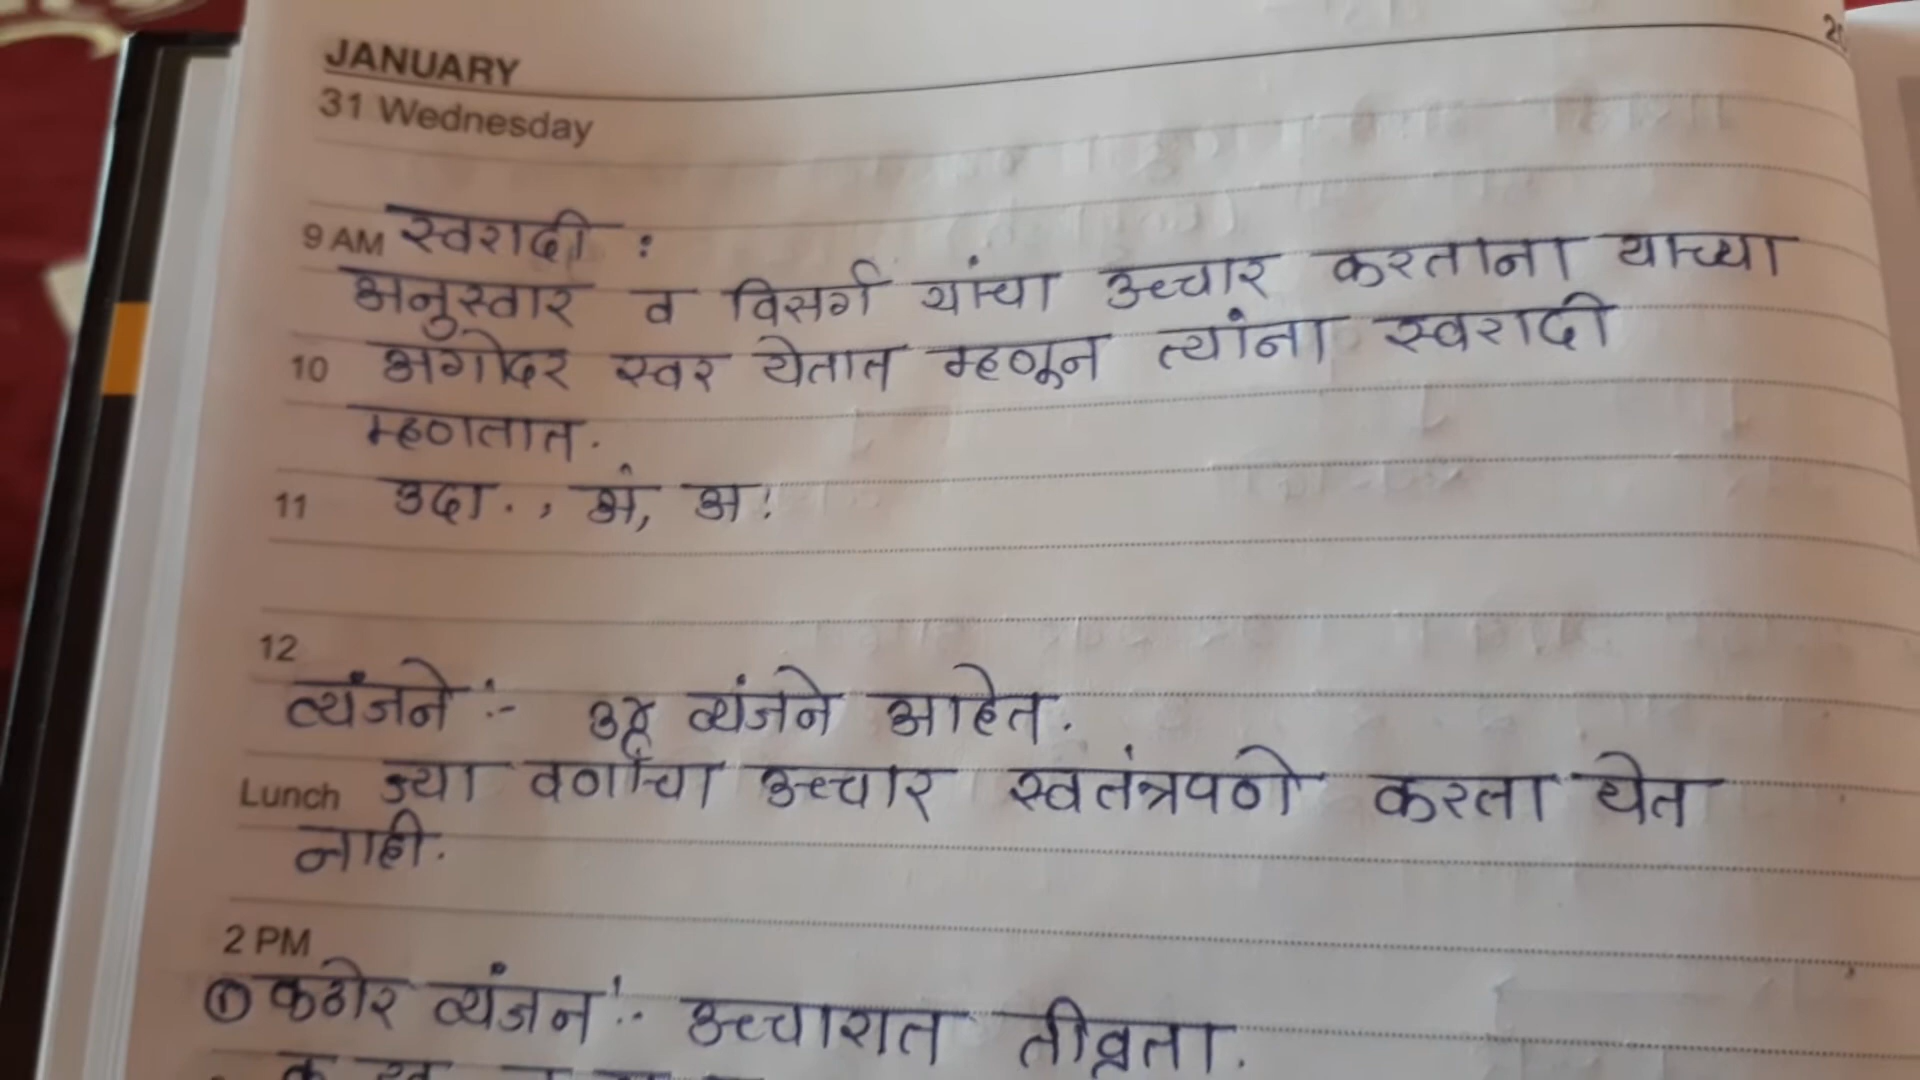 JANUARY
31 Wednesday
9 AM स्वरादी :
अनुस्वार व विसर्ग यांचा उच्चार करताना याच्या
10 अगोदर स्वर येतात म्हणून त्यांना स्वरादी
म्हणतात.
11 उदा. , अं, अः
12
व्यंजने :- ३४ व्यंजने आहेत.
Lunch ज्या वर्णाचा उच्चार स्वतंत्रपणे करता येत
नाही.
2 PM
① कठोर व्यंजन :- उच्चारात तीव्रता.